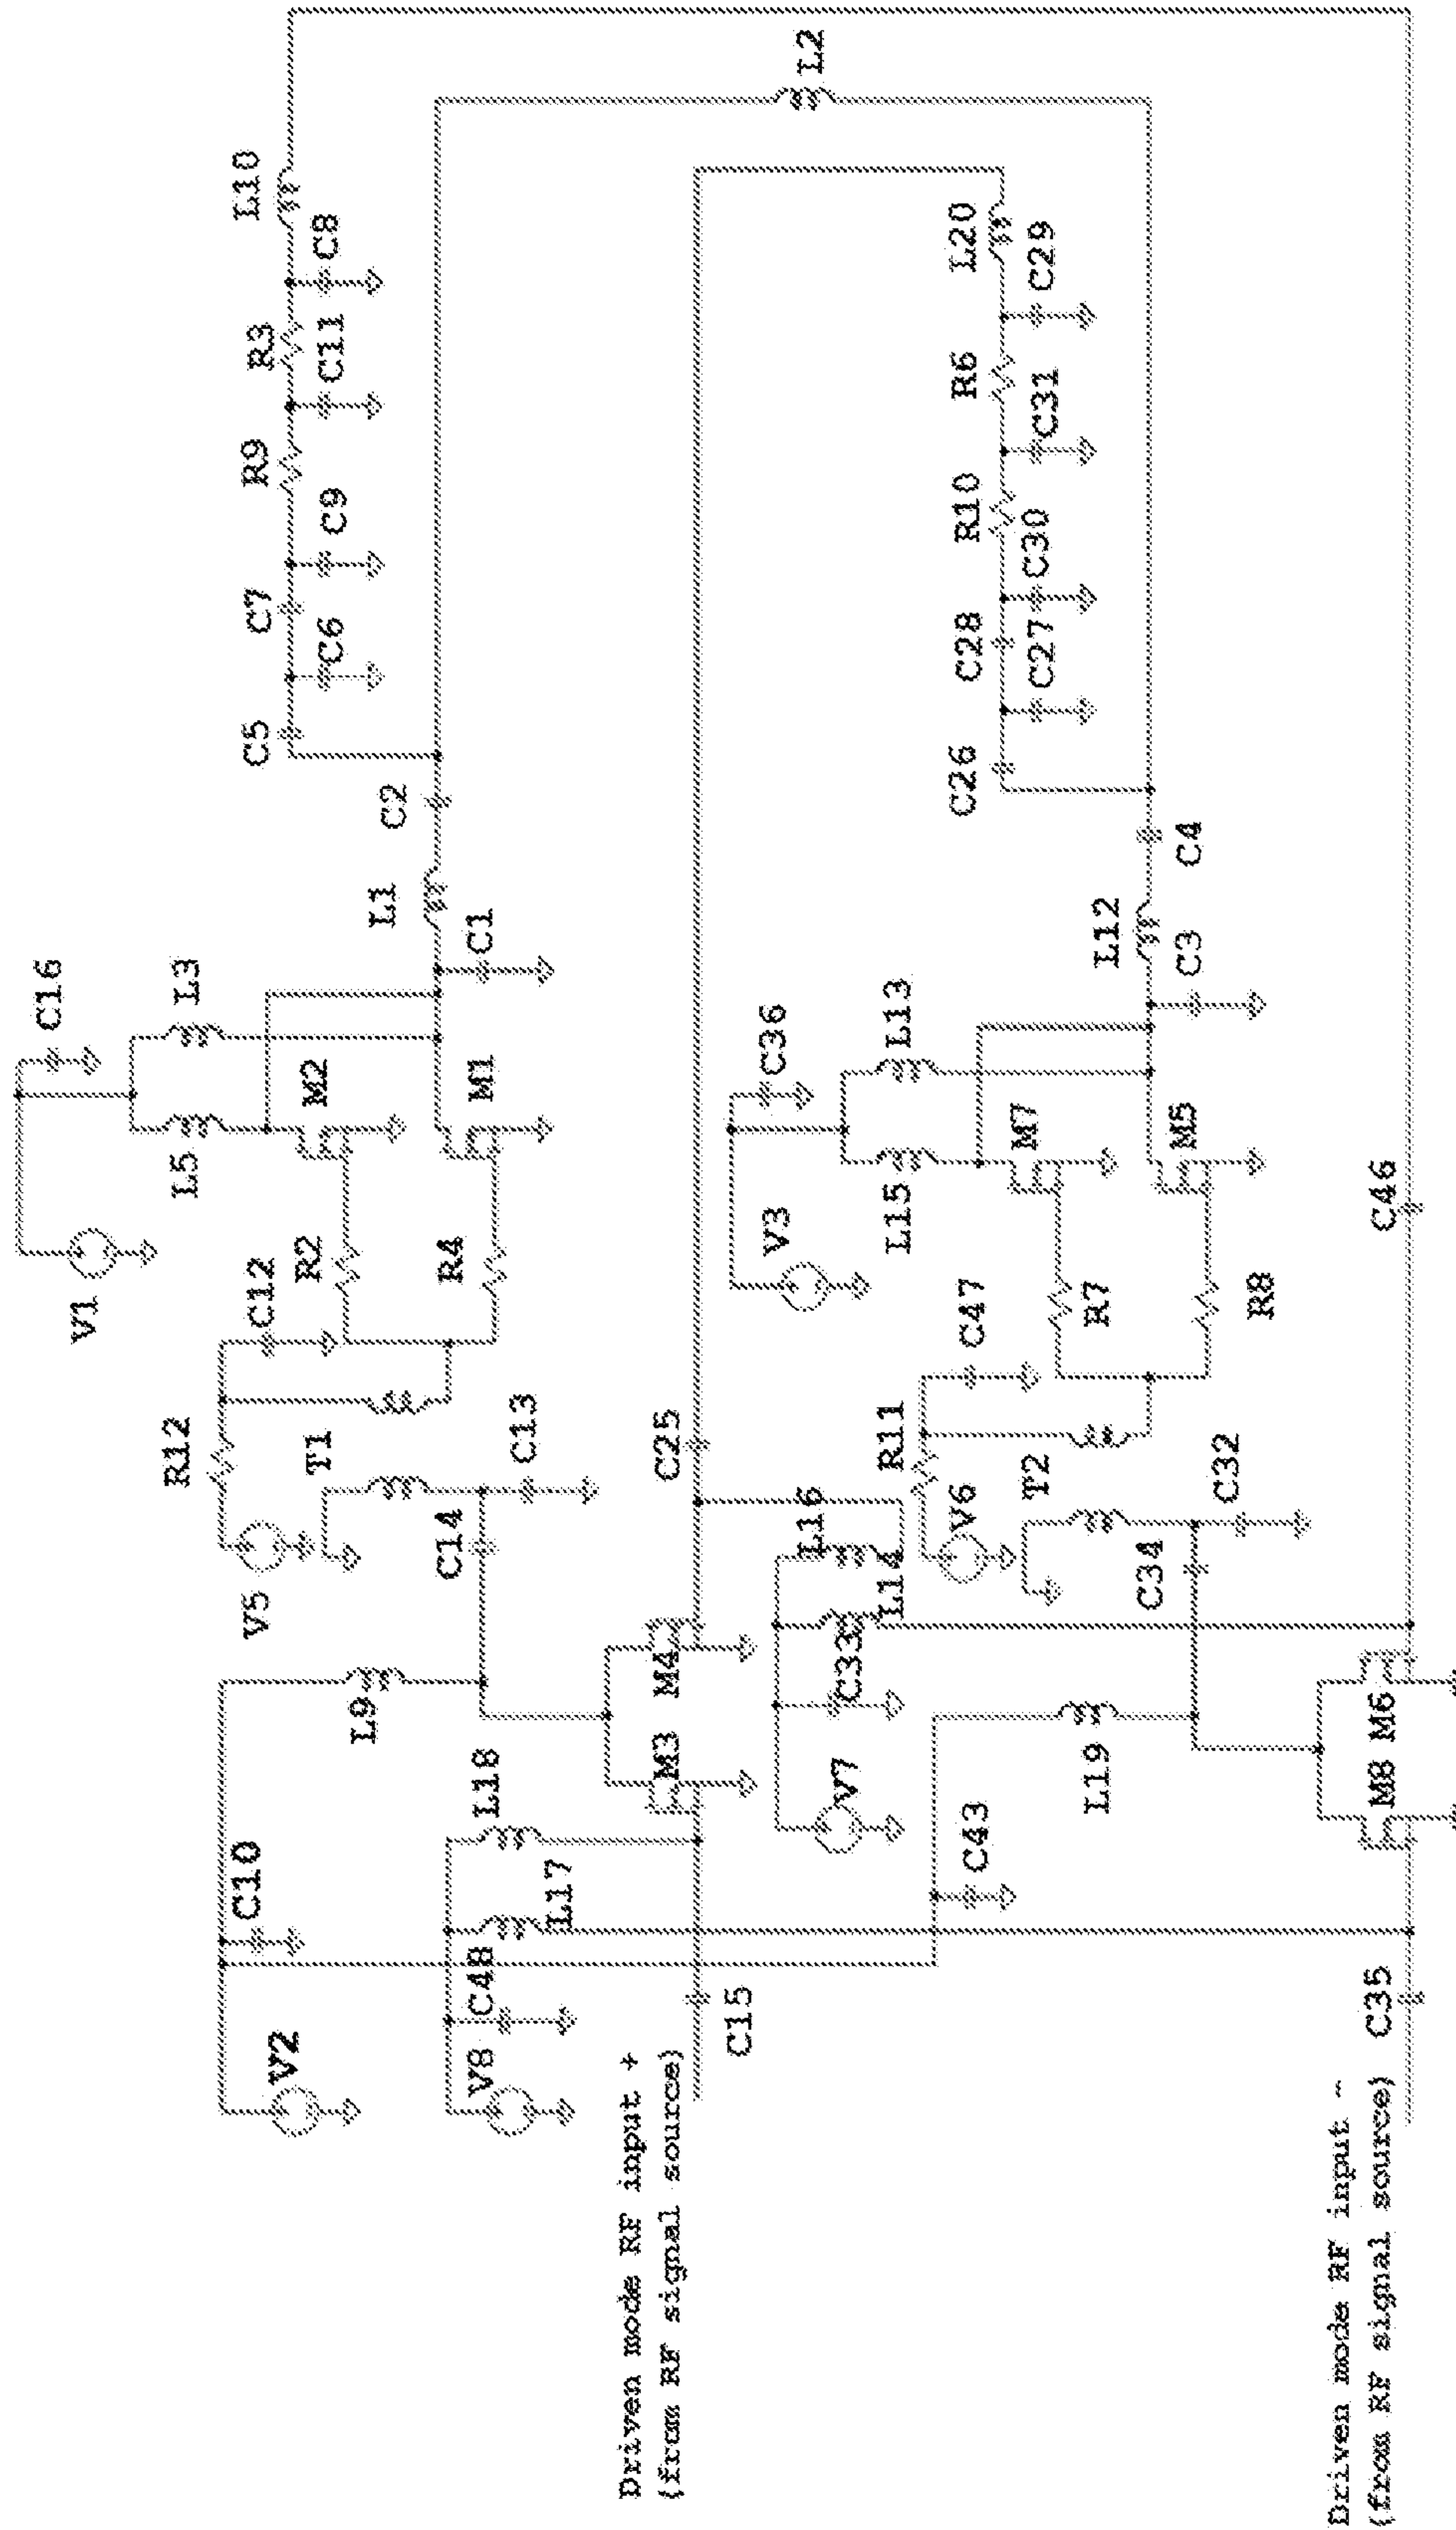 V1
C16
L5
L3
M2
M1
C1
L1
C2
C5
C6
C7
C9
R9
C11
R3
C8
L10
L2
V5
R12
T1
C12
R2
R4
C14
C13
V2
C10
L9
V8
C48
L17
L18
M3
M4
C25
C15
Driven mode RF input +
(from RF signal source)
V3
C36
L15
L13
M7
M5
C3
L12
C4
C26
C27
C28
C30
R10
C31
R6
C29
L20
V6
R11
T2
C47
R7
R8
V7
C33
L14
L16
C34
C32
C43
L19
M8
M6
C46
C35
Driven mode RF input -
(from RF signal source)